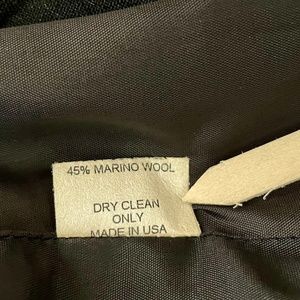 45% MARINO WOOL
DRY CLEAN
ONLY
MADE IN USA